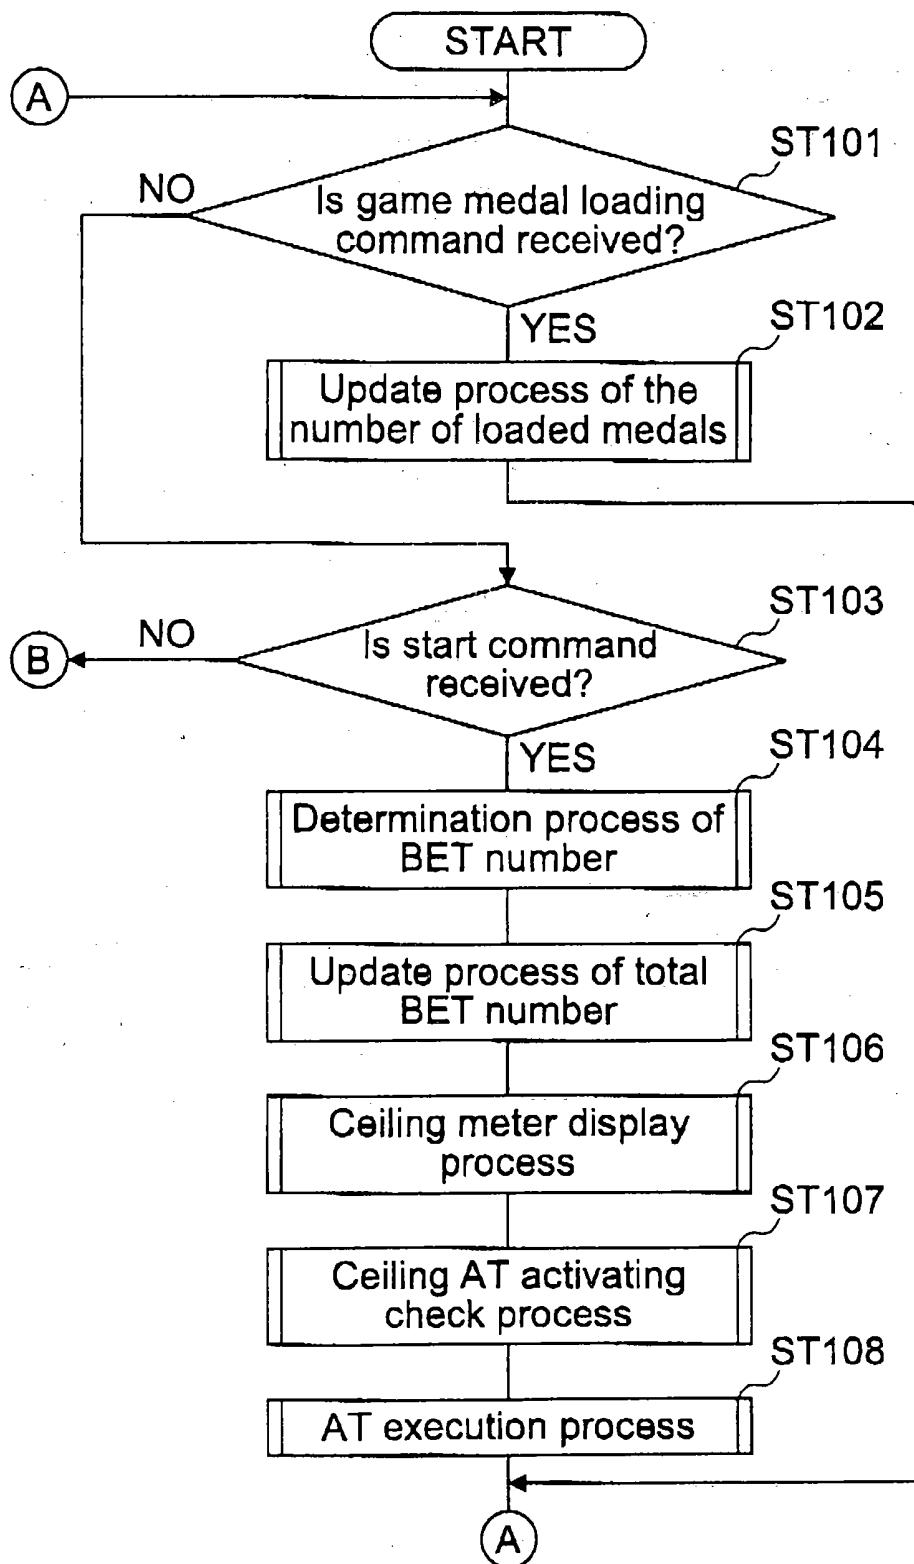 START
A
ST101
NO
Is game medal loading
command received?
YES
ST102
Update process of the
number of loaded medals
ST103
B
NO
Is start command
received?
YES
ST104
Determination process of
BET number
ST105
Update process of total
BET number
ST106
Ceiling meter display
process
ST107
Ceiling AT activating
check process
ST108
AT execution process
A